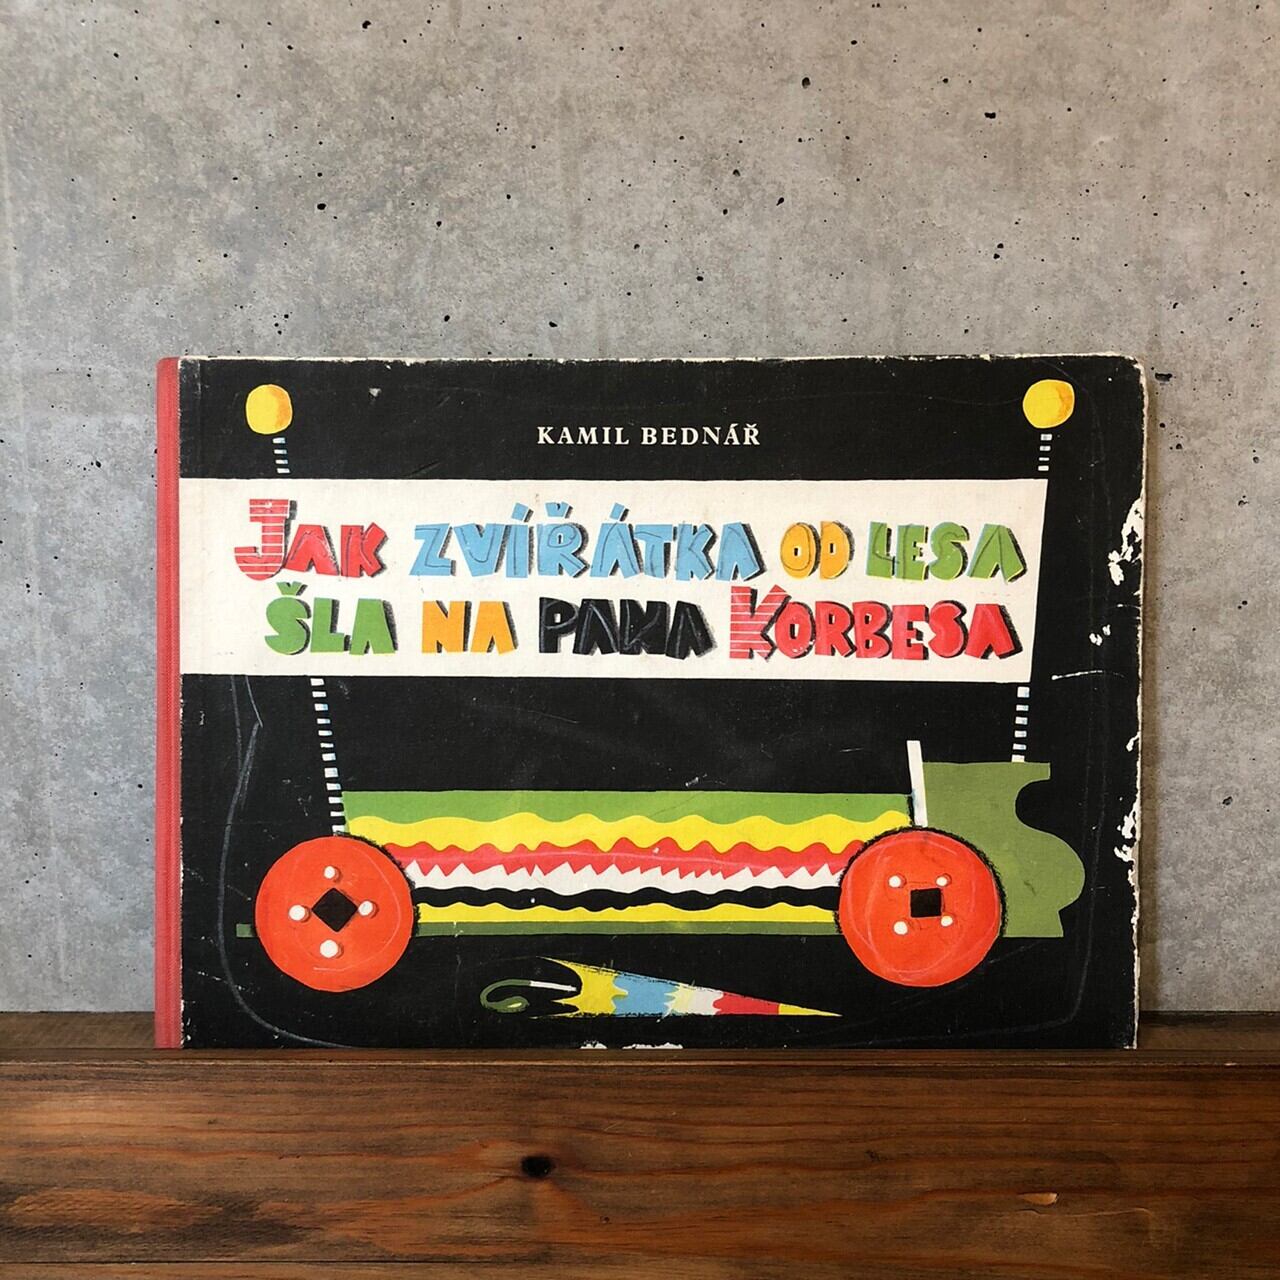 KAMIL BEDNÁŘ
JAK ZVÍŘÁTKA OD LESA
ŠLA NA PANA KORBESA